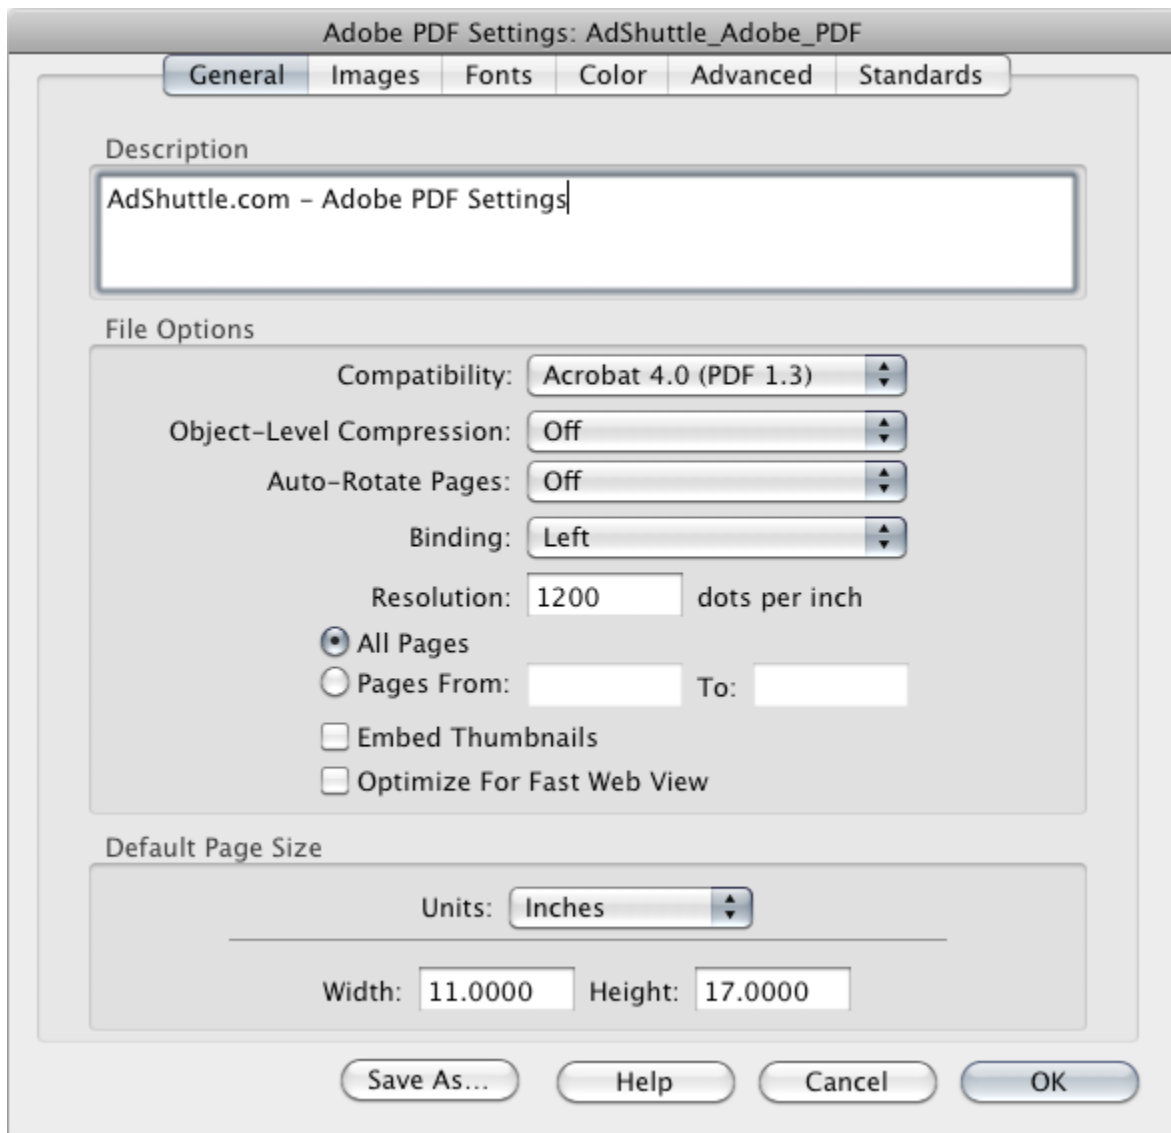 Adobe PDF Settings: AdShuttle_Adobe_PDF
General Images Fonts Color Advanced Standards
Description
AdShuttle.com – Adobe PDF Settings
File Options
Compatibility: Acrobat 4.0 (PDF 1.3)
Object-Level Compression: Off
Auto-Rotate Pages: Off
Binding: Left
Resolution: 1200 dots per inch
All Pages
Pages From: To:
Embed Thumbnails
Optimize For Fast Web View
Default Page Size
Units: Inches
Width: 11.0000 Height: 17.0000
Save As... Help Cancel OK